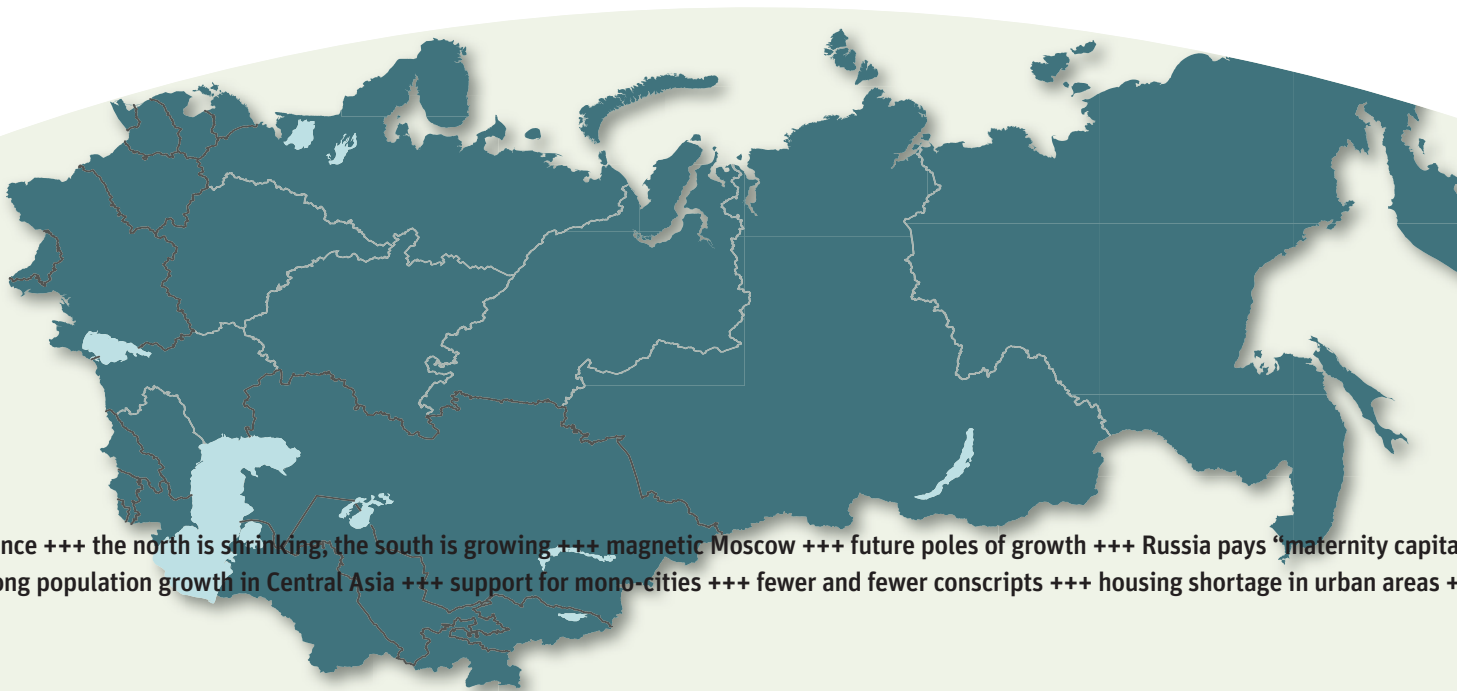 nce +++ the north is shrinking, the south is growing +++ magnetic Moscow +++ future poles of growth +++ Russia pays “maternity capita
ong population growth in Central Asia +++ support for mono-cities +++ fewer and fewer conscripts +++ housing shortage in urban areas +